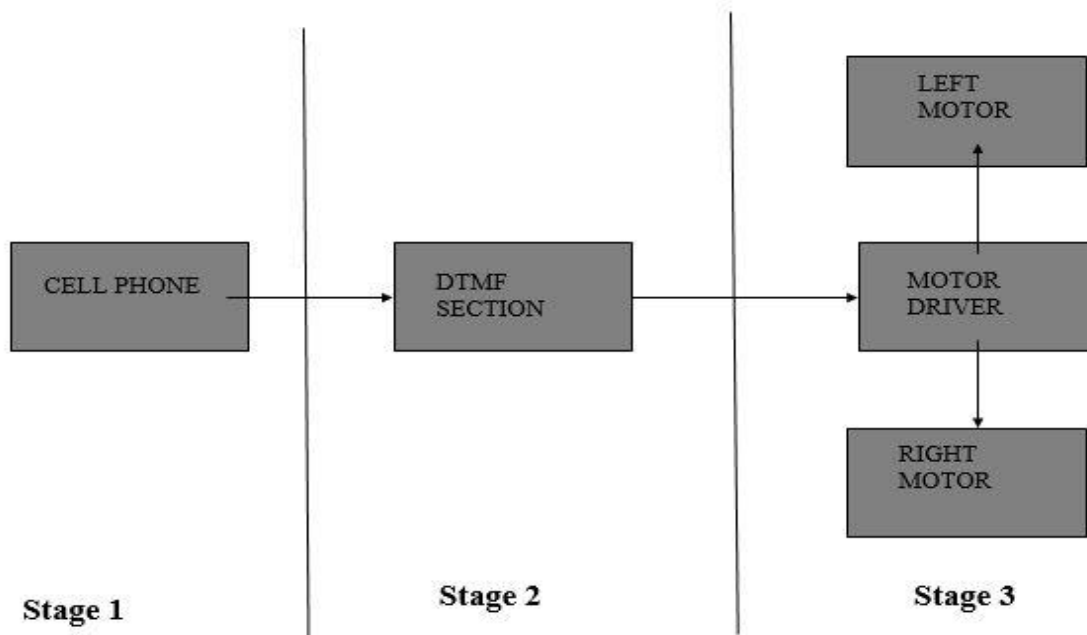 LEFT
MOTOR
CELL PHONE
DTMF
SECTION
MOTOR
DRIVER
RIGHT
MOTOR
Stage 1
Stage 2
Stage 3